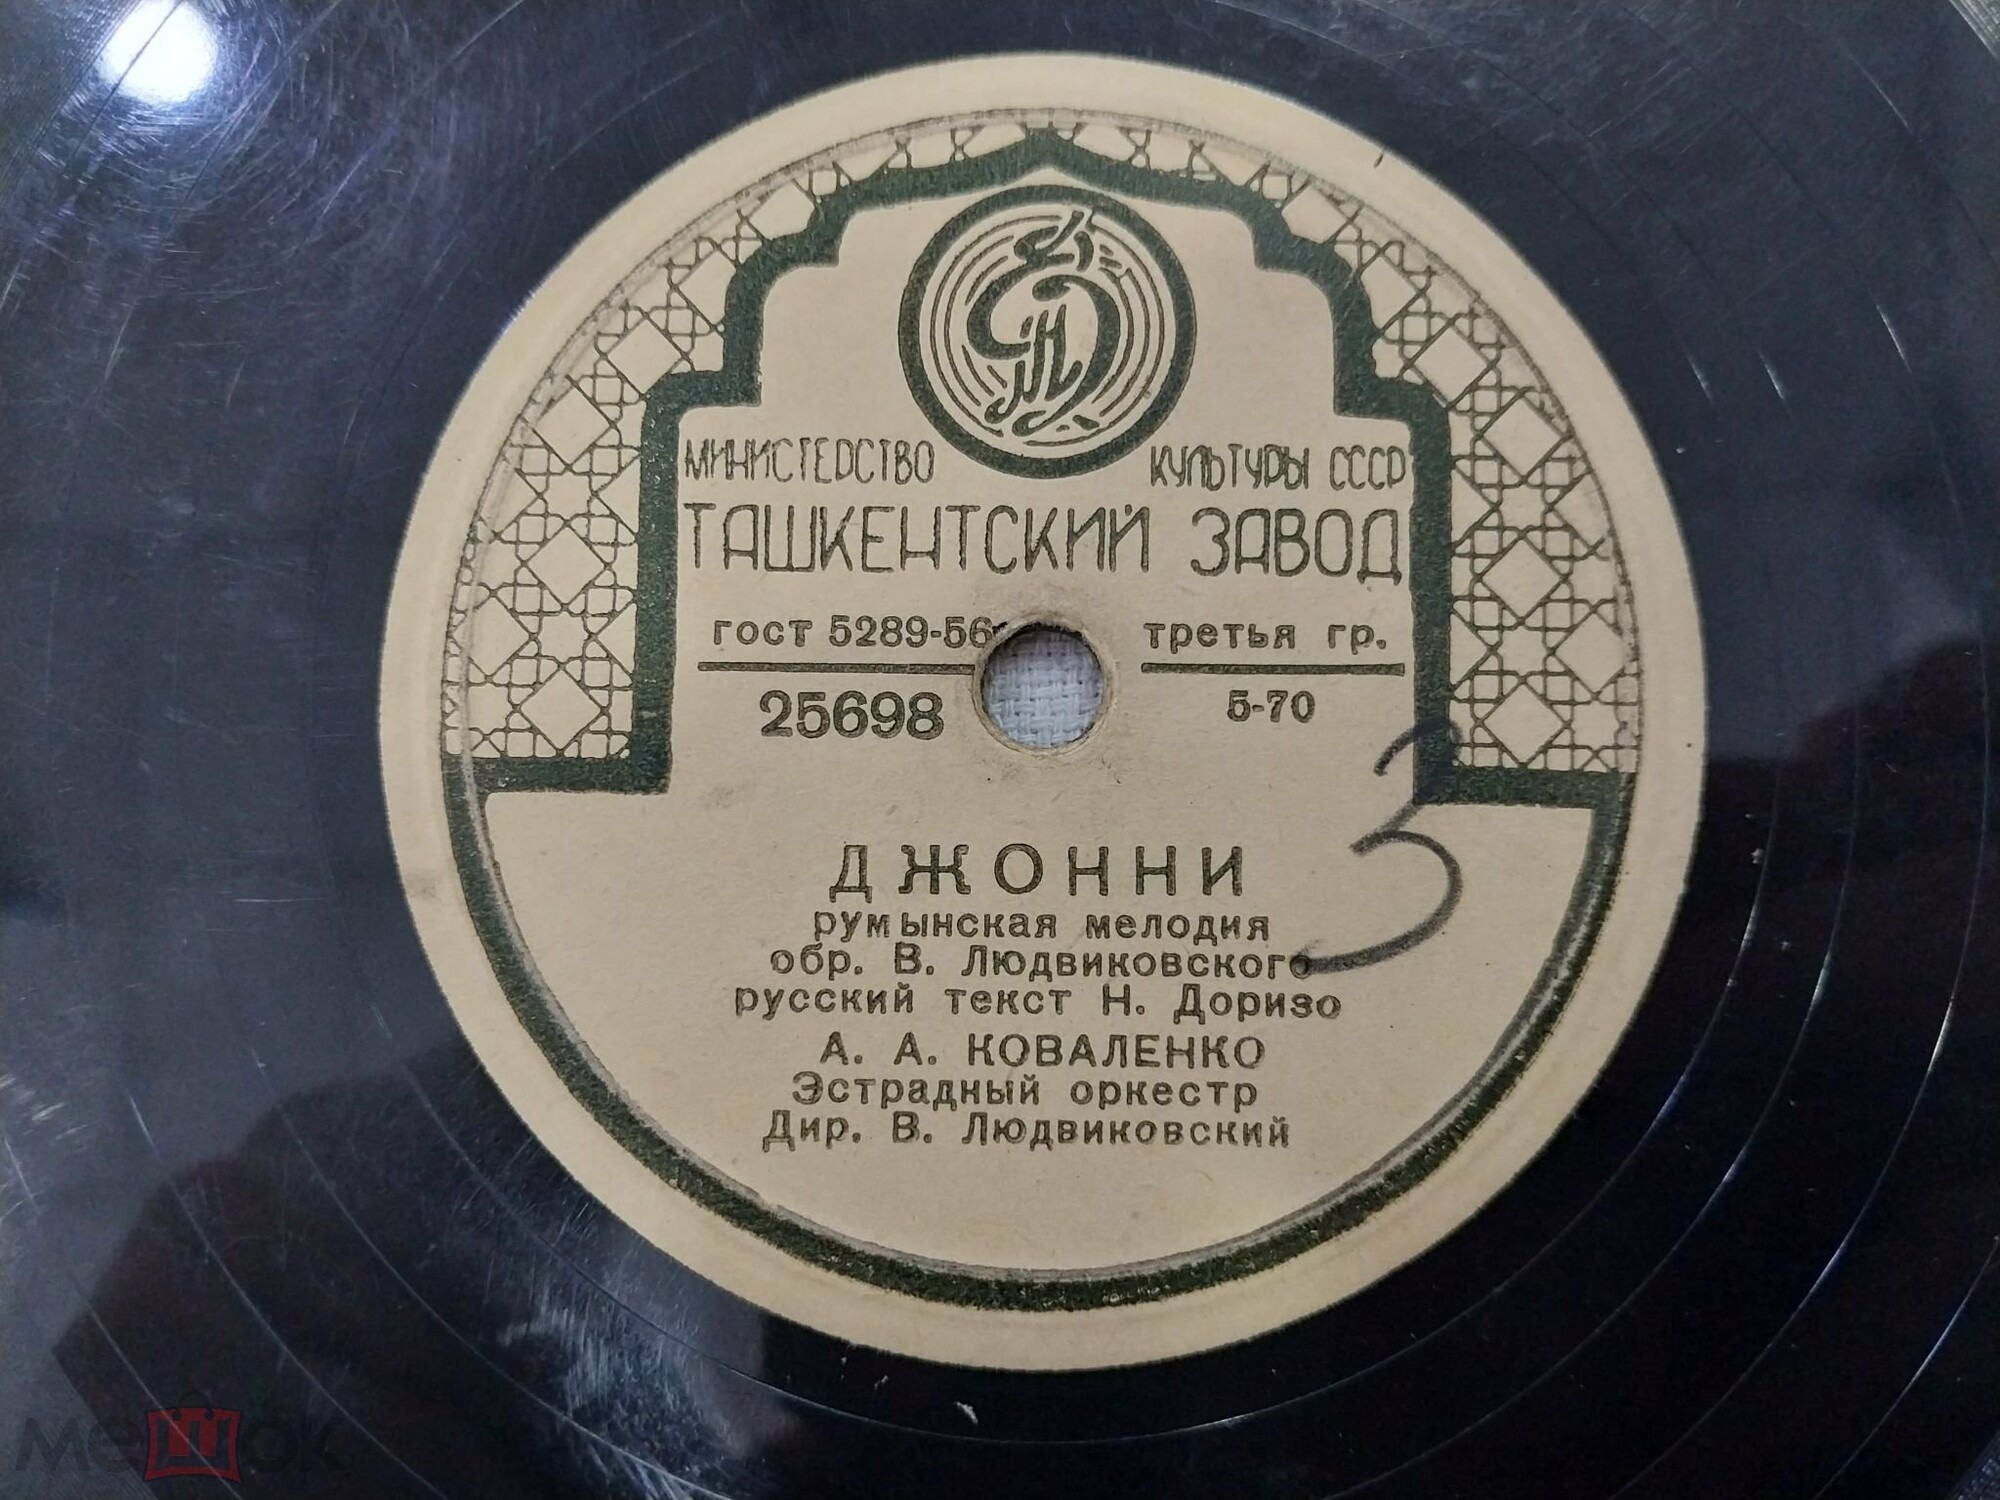 МИНИСТЕРСТВО КУЛЬТУРЫ СССР
ТАШКЕНТСКИЙ ЗАВОД
гост 5289-56 третья гр.
25698 5-70
3
ДЖОННИ
румынская мелодия
обр. В. Людвиковского
русский текст Н. Доризо
А. А. КОВАЛЕНКО
Эстрадный оркестр
Дир. В. Людвиковский
мешок